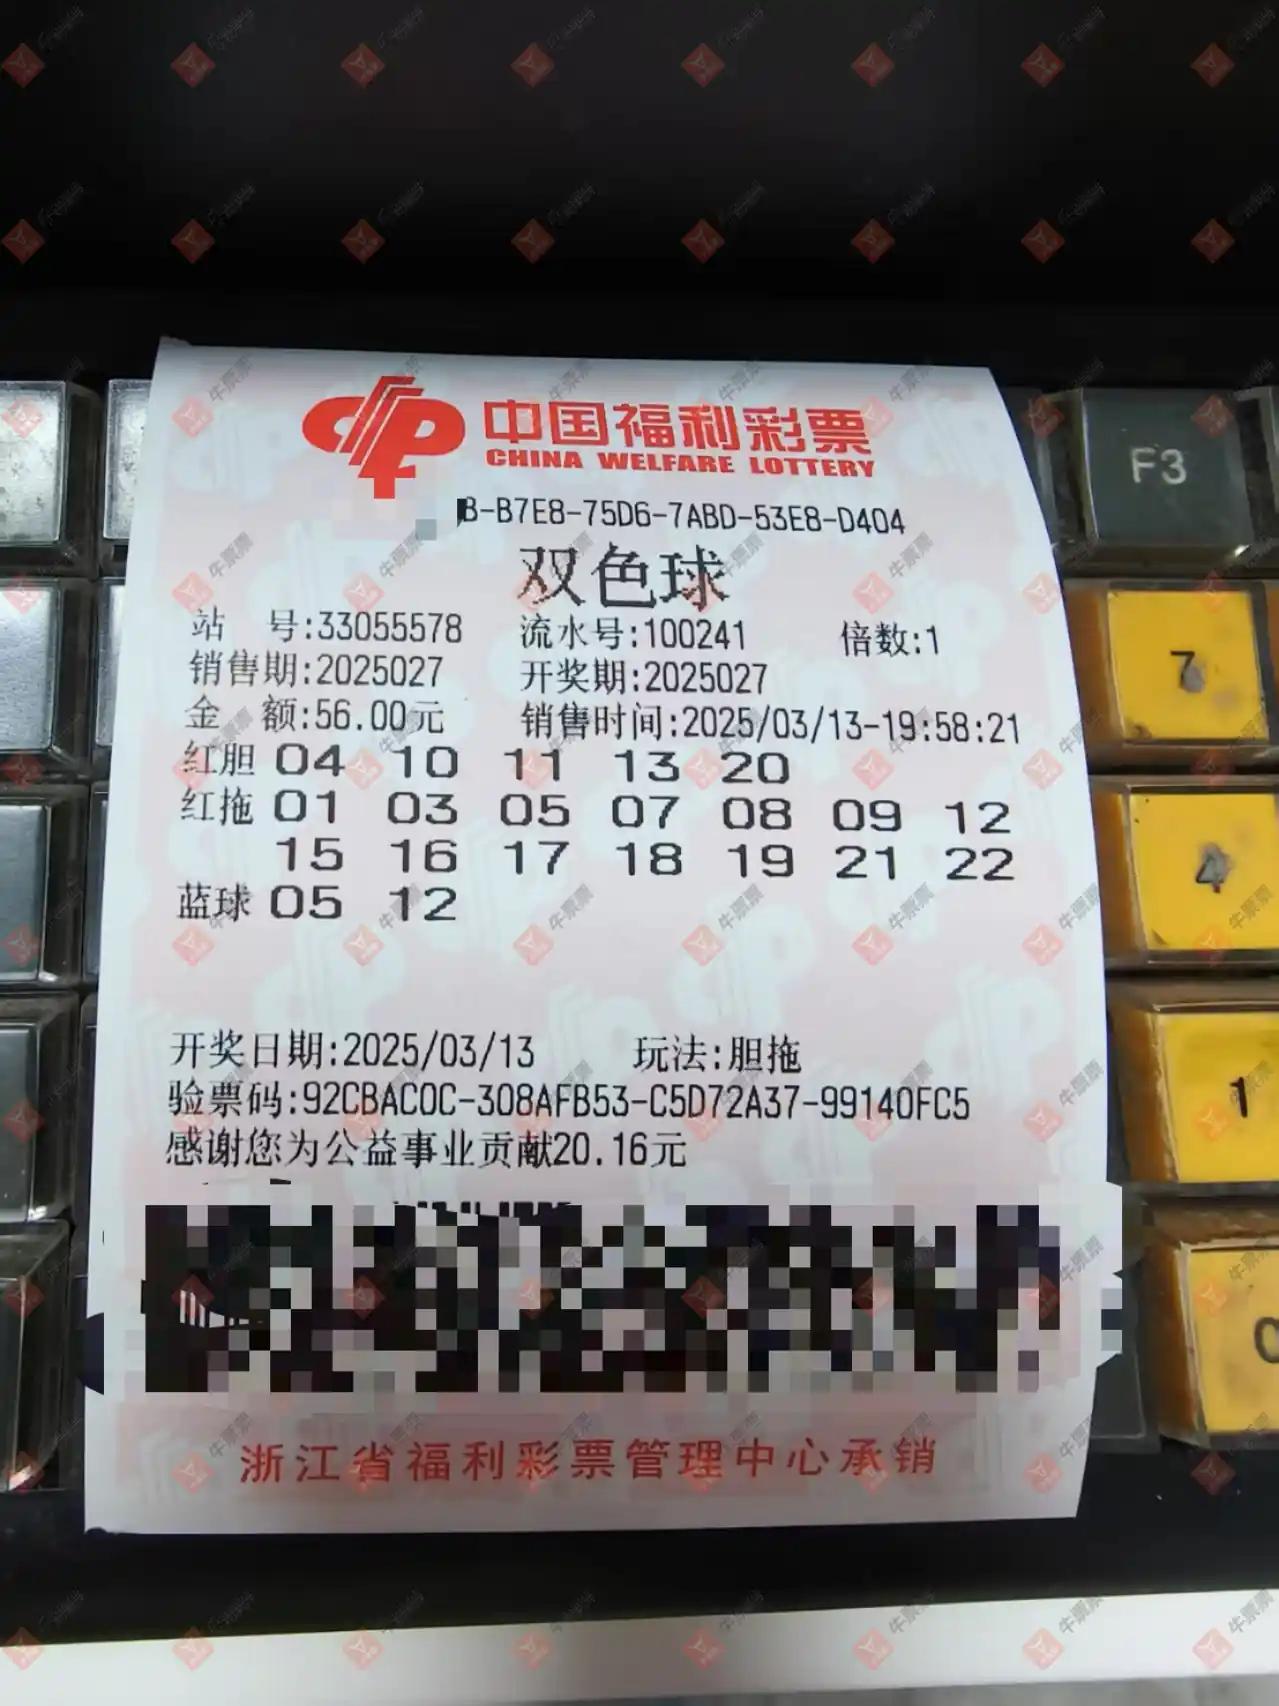 中国福利彩票
CHINA WELFARE LOTTERY
B-B7E8-75D6-7ABD-53E8-D404
双色球
站 号:33055578 流水号:100241 倍数:1
销售期:2025027 开奖期:2025027
金 额:56.00元 销售时间:2025/03/13-19:58:21
红胆 04 10 11 13 20
红拖 01 03 05 07 08 09 12
15 16 17 18 19 21 22
蓝球 05 12
开奖日期:2025/03/13 玩法:胆拖
验票码:92CBAC0C-308AFB53-C5D72A37-99140FC5
感谢您为公益事业贡献20.16元
浙江省福利彩票管理中心承销
F3
7
4
1
0
牛票票